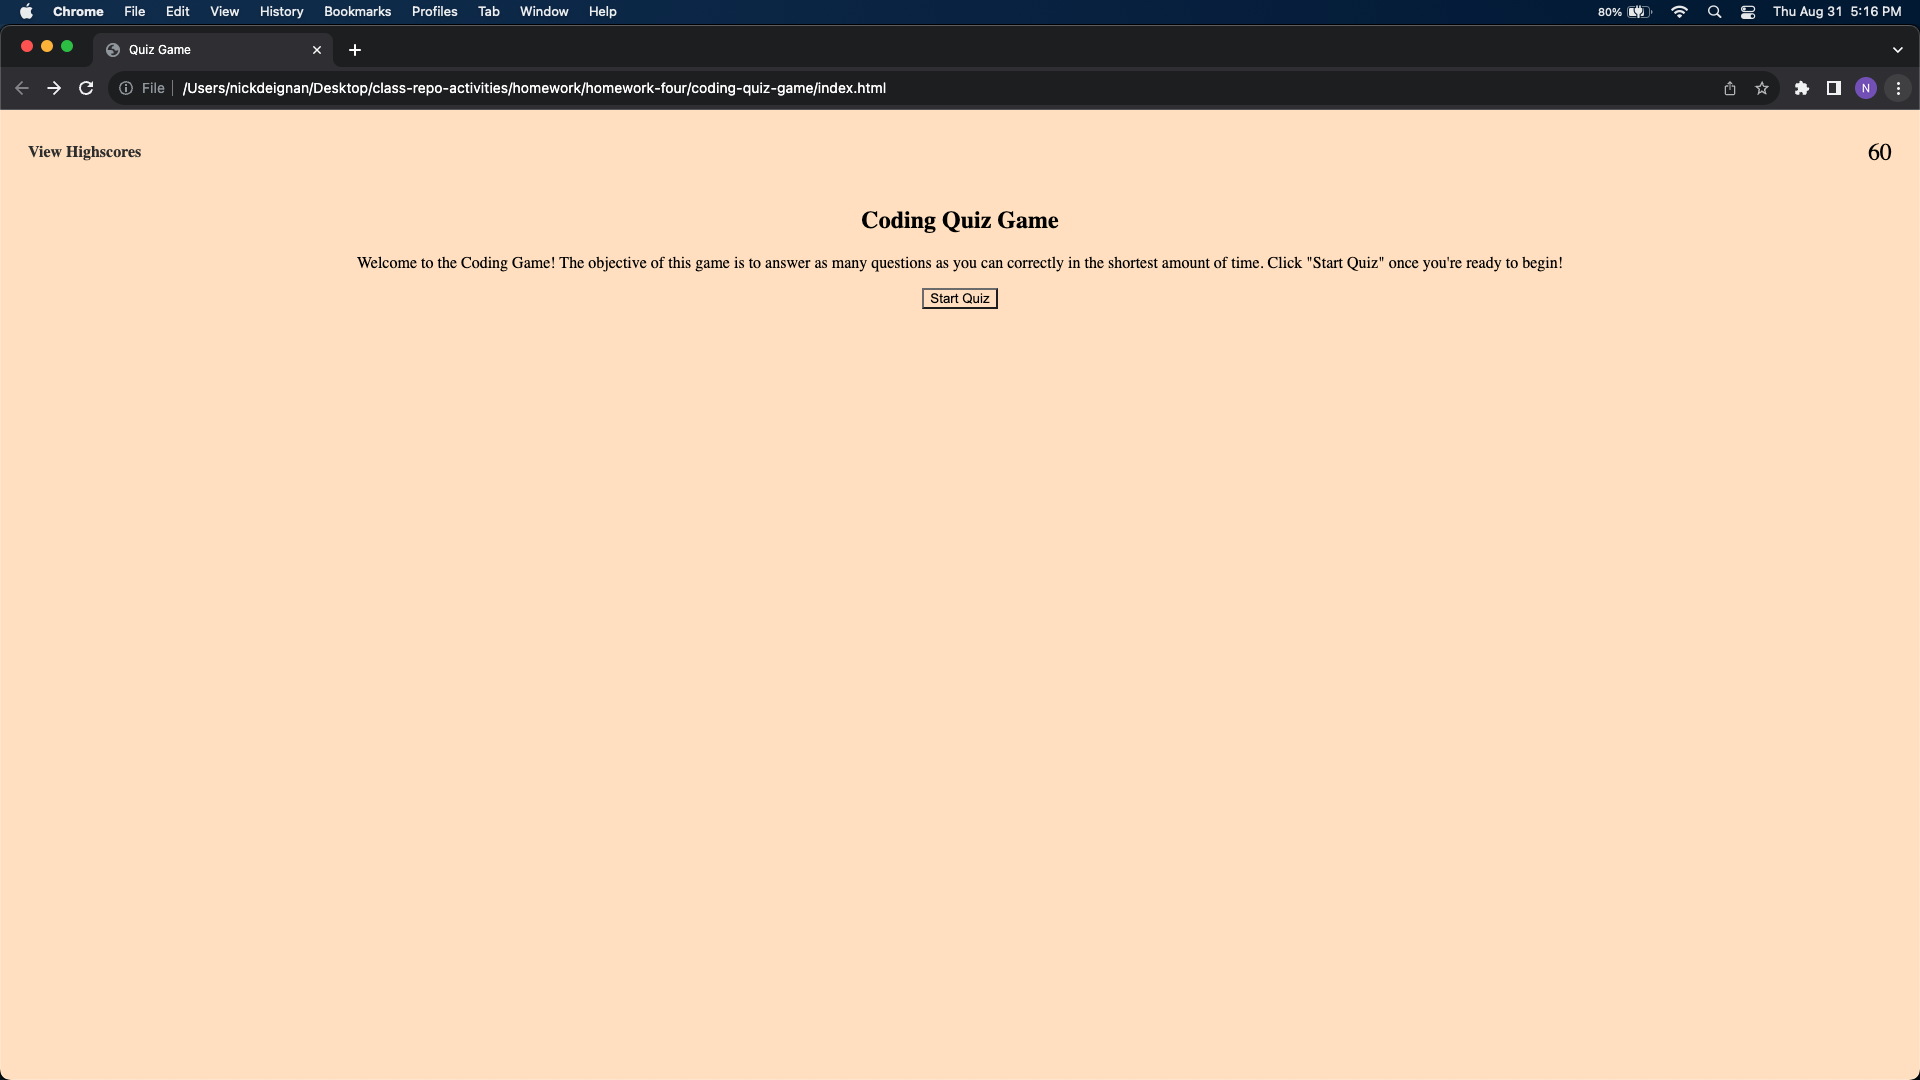 Chrome File Edit View History Bookmarks Profiles Tab Window Help 80% Thu Aug 31 5:16 PM
Quiz Game
File /Users/nickdeignan/Desktop/class-repo-activities/homework/homework-four/coding-quiz-game/index.html N
View Highscores 60
Coding Quiz Game
Welcome to the Coding Game! The objective of this game is to answer as many questions as you can correctly in the shortest amount of time. Click "Start Quiz" once you're ready to begin!
Start Quiz